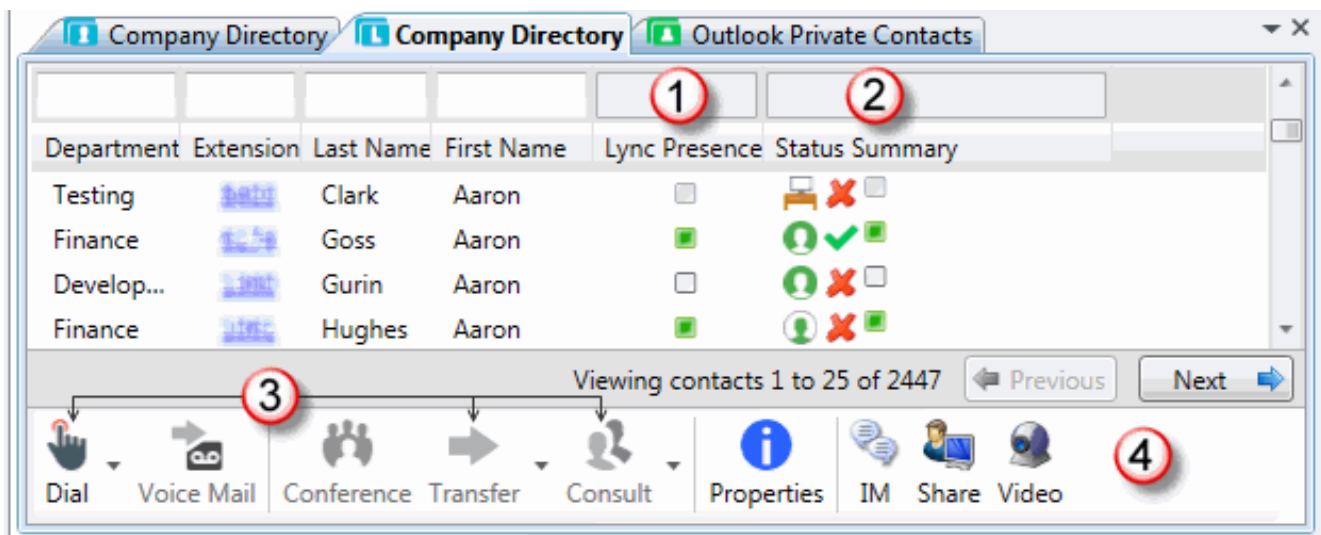 Company Directory Company Directory Outlook Private Contacts
1 2
Department Extension Last Name First Name Lync Presence Status Summary
Testing Clark Aaron
Finance Goss Aaron
Develop... Gurin Aaron
Finance Hughes Aaron
Viewing contacts 1 to 25 of 2447 Previous Next
3
4
Dial Voice Mail Conference Transfer Consult Properties IM Share Video